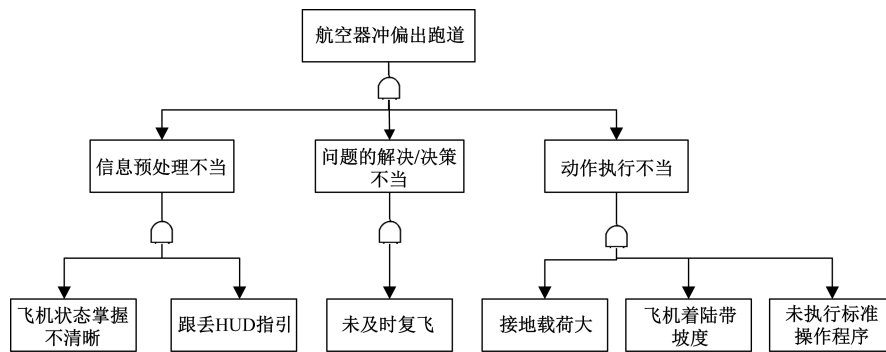 航空器冲偏出跑道
信息预处理不当
问题的解决/决策
不当
动作执行不当
飞机状态掌握
不清晰
跟丢HUD指引
未及时复飞
接地载荷大
飞机着陆带
坡度
未执行标准
操作程序